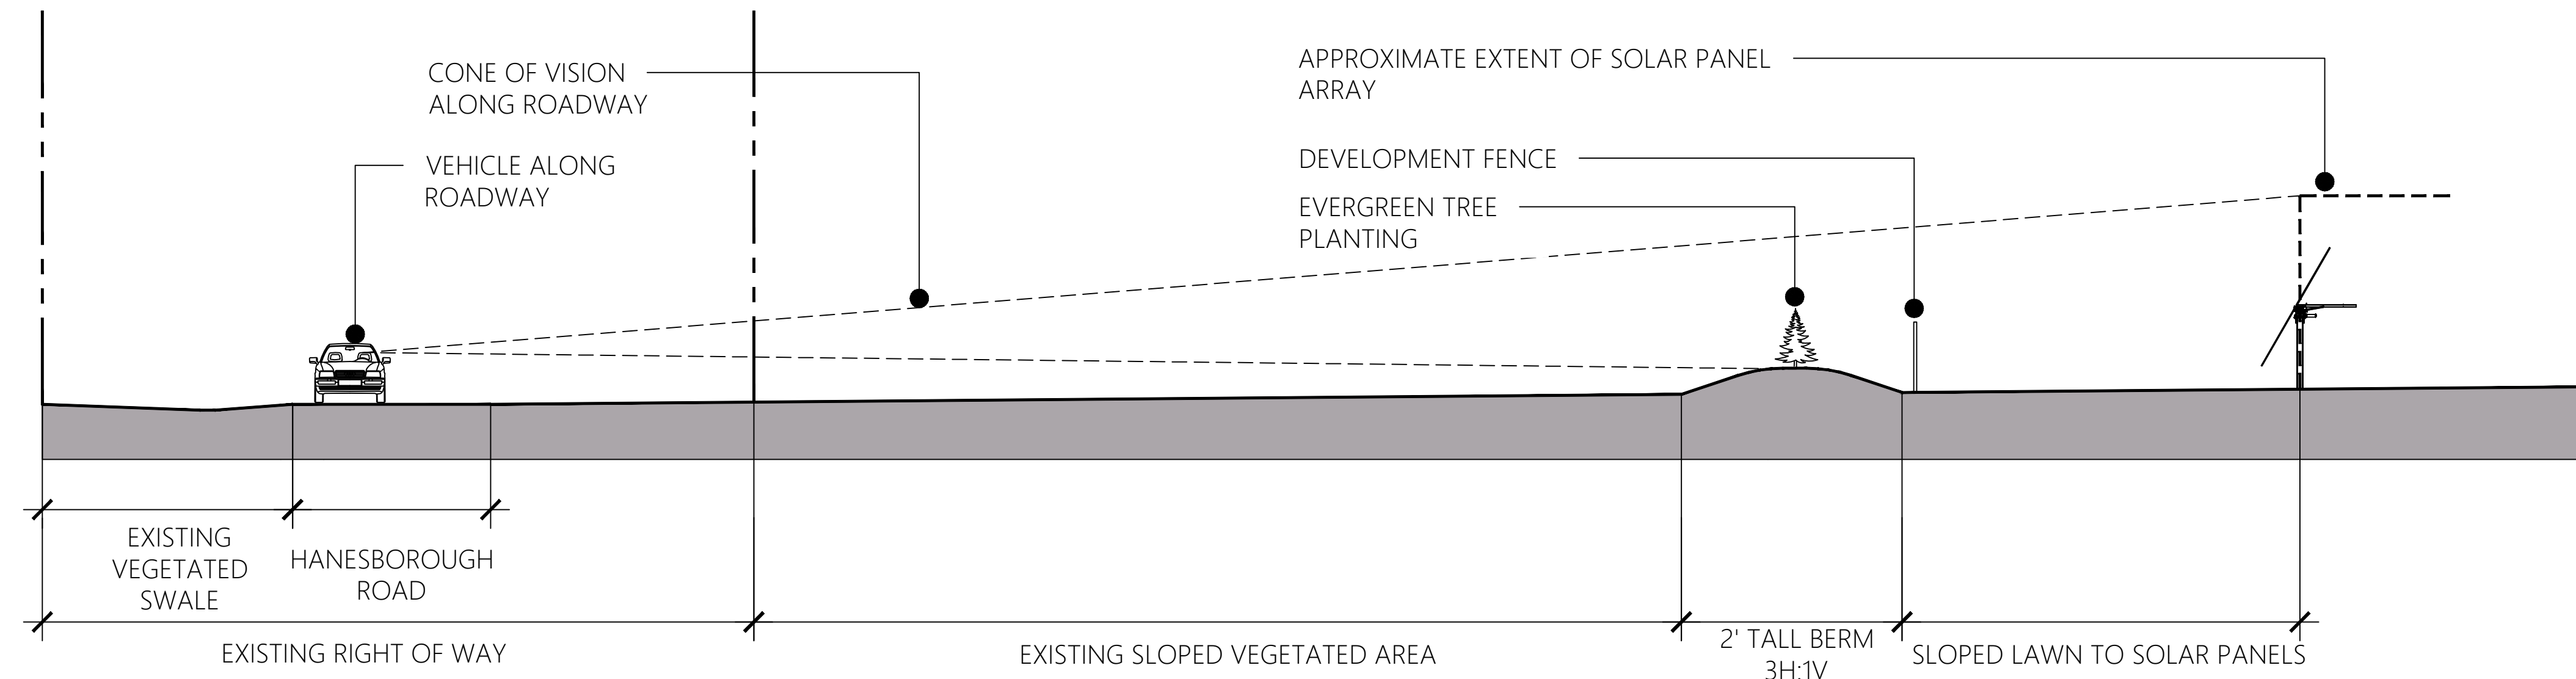 CONE OF VISION
ALONG ROADWAY
VEHICLE ALONG
ROADWAY
APPROXIMATE EXTENT OF SOLAR PANEL
ARRAY
DEVELOPMENT FENCE
EVERGREEN TREE
PLANTING
EXISTING
VEGETATED
SWALE
HANESBOROUGH
ROAD
EXISTING RIGHT OF WAY
EXISTING SLOPED VEGETATED AREA
2' TALL BERM
3H:1V
SLOPED LAWN TO SOLAR PANELS